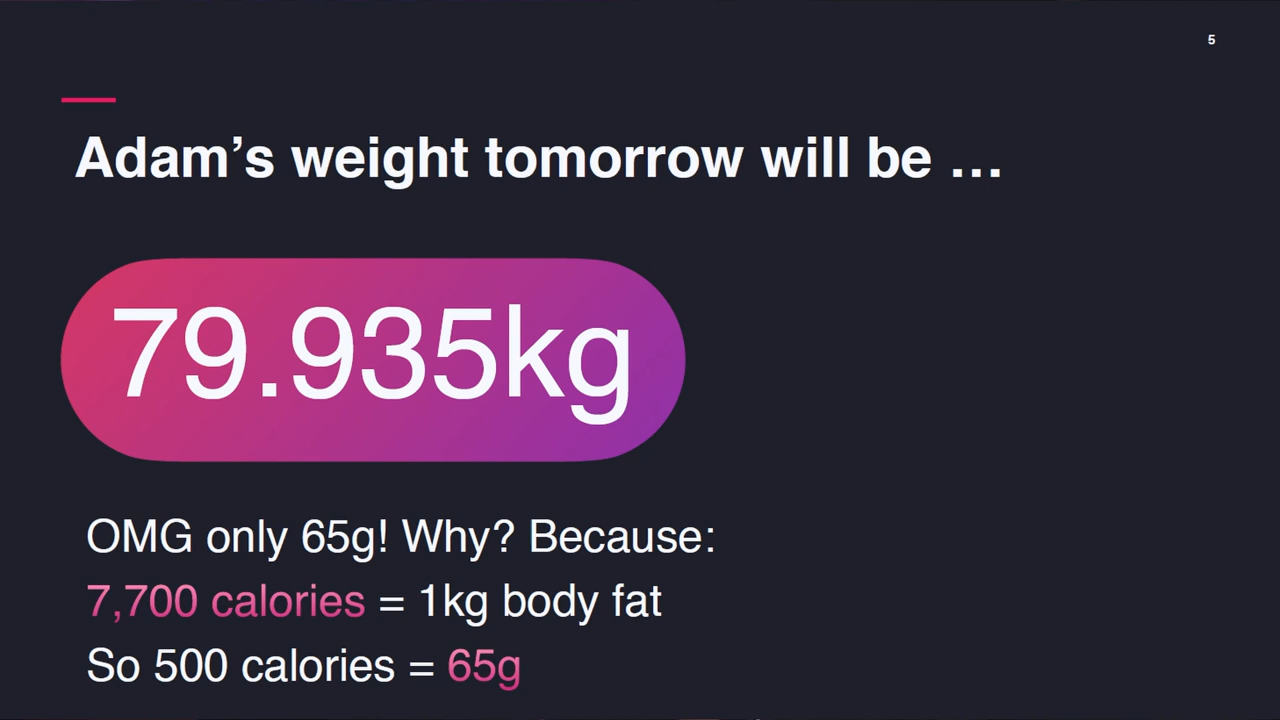 5
Adam’s weight tomorrow will be …
79.935kg
OMG only 65g! Why? Because:
7,700 calories = 1kg body fat
So 500 calories = 65g